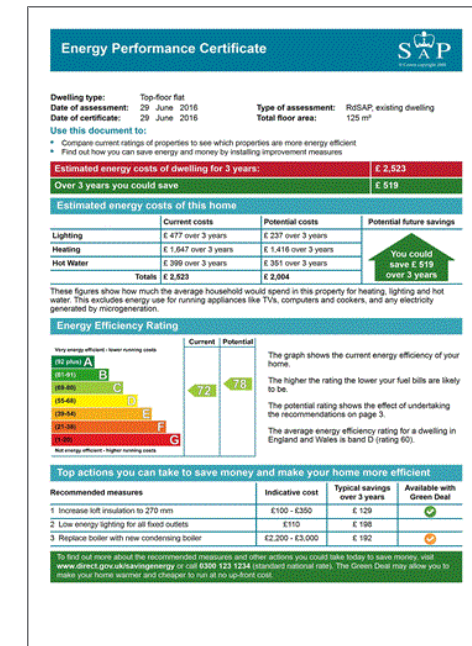 Energy Performance Certificate
SAP
Dwelling type: Top-floor flat
Date of assessment: 29 June 2016 Type of assessment: RdSAP, existing dwelling
Date of certificate: 29 June 2016 Total floor area: 125 m²
Use this document to:
• Compare current ratings of properties to see which properties are more energy efficient
• Find out how you can save energy and money by installing improvement measures
Estimated energy costs of dwelling for 3 years: £ 2,523
Over 3 years you could save £ 519
Estimated energy costs of this home
Current costs Potential costs Potential future savings
Lighting £ 477 over 3 years £ 237 over 3 years
Heating £ 1,647 over 3 years £ 1,416 over 3 years
Hot Water £ 399 over 3 years £ 351 over 3 years
Totals £ 2,523 £ 2,004
You could
save £ 519
over 3 years
These figures show how much the average household would spend in this property for heating, lighting and hot
water. This excludes energy use for running appliances like TVs, computers and cookers, and any electricity
generated by microgeneration.
Energy Efficiency Rating
Current Potential
Very energy efficient - lower running costs
(92 plus) A
(81-91) B
(69-80) C
(55-68) D
(39-54) E
(21-38) F
(1-20) G
Not energy efficient - higher running costs
72 78
The graph shows the current energy efficiency of your
home.
The higher the rating the lower your fuel bills are likely
to be.
The potential rating shows the effect of undertaking
the recommendations on page 3.
The average energy efficiency rating for a dwelling in
England and Wales is band D (rating 60).
Top actions you can take to save money and make your home more efficient
Recommended measures Indicative cost Typical savings over 3 years Available with Green Deal
1 Increase loft insulation to 270 mm £100 - £350 £ 129
2 Low energy lighting for all fixed outlets £110 £ 198
3 Replace boiler with new condensing boiler £2,200 - £3,000 £ 192
To find out more about the recommended measures and other actions you could take today to save money, visit
www.direct.gov.uk/savingenergy or call 0300 123 1234 (standard national rate). The Green Deal may allow you to
make your home warmer and cheaper to run at no up-front cost.